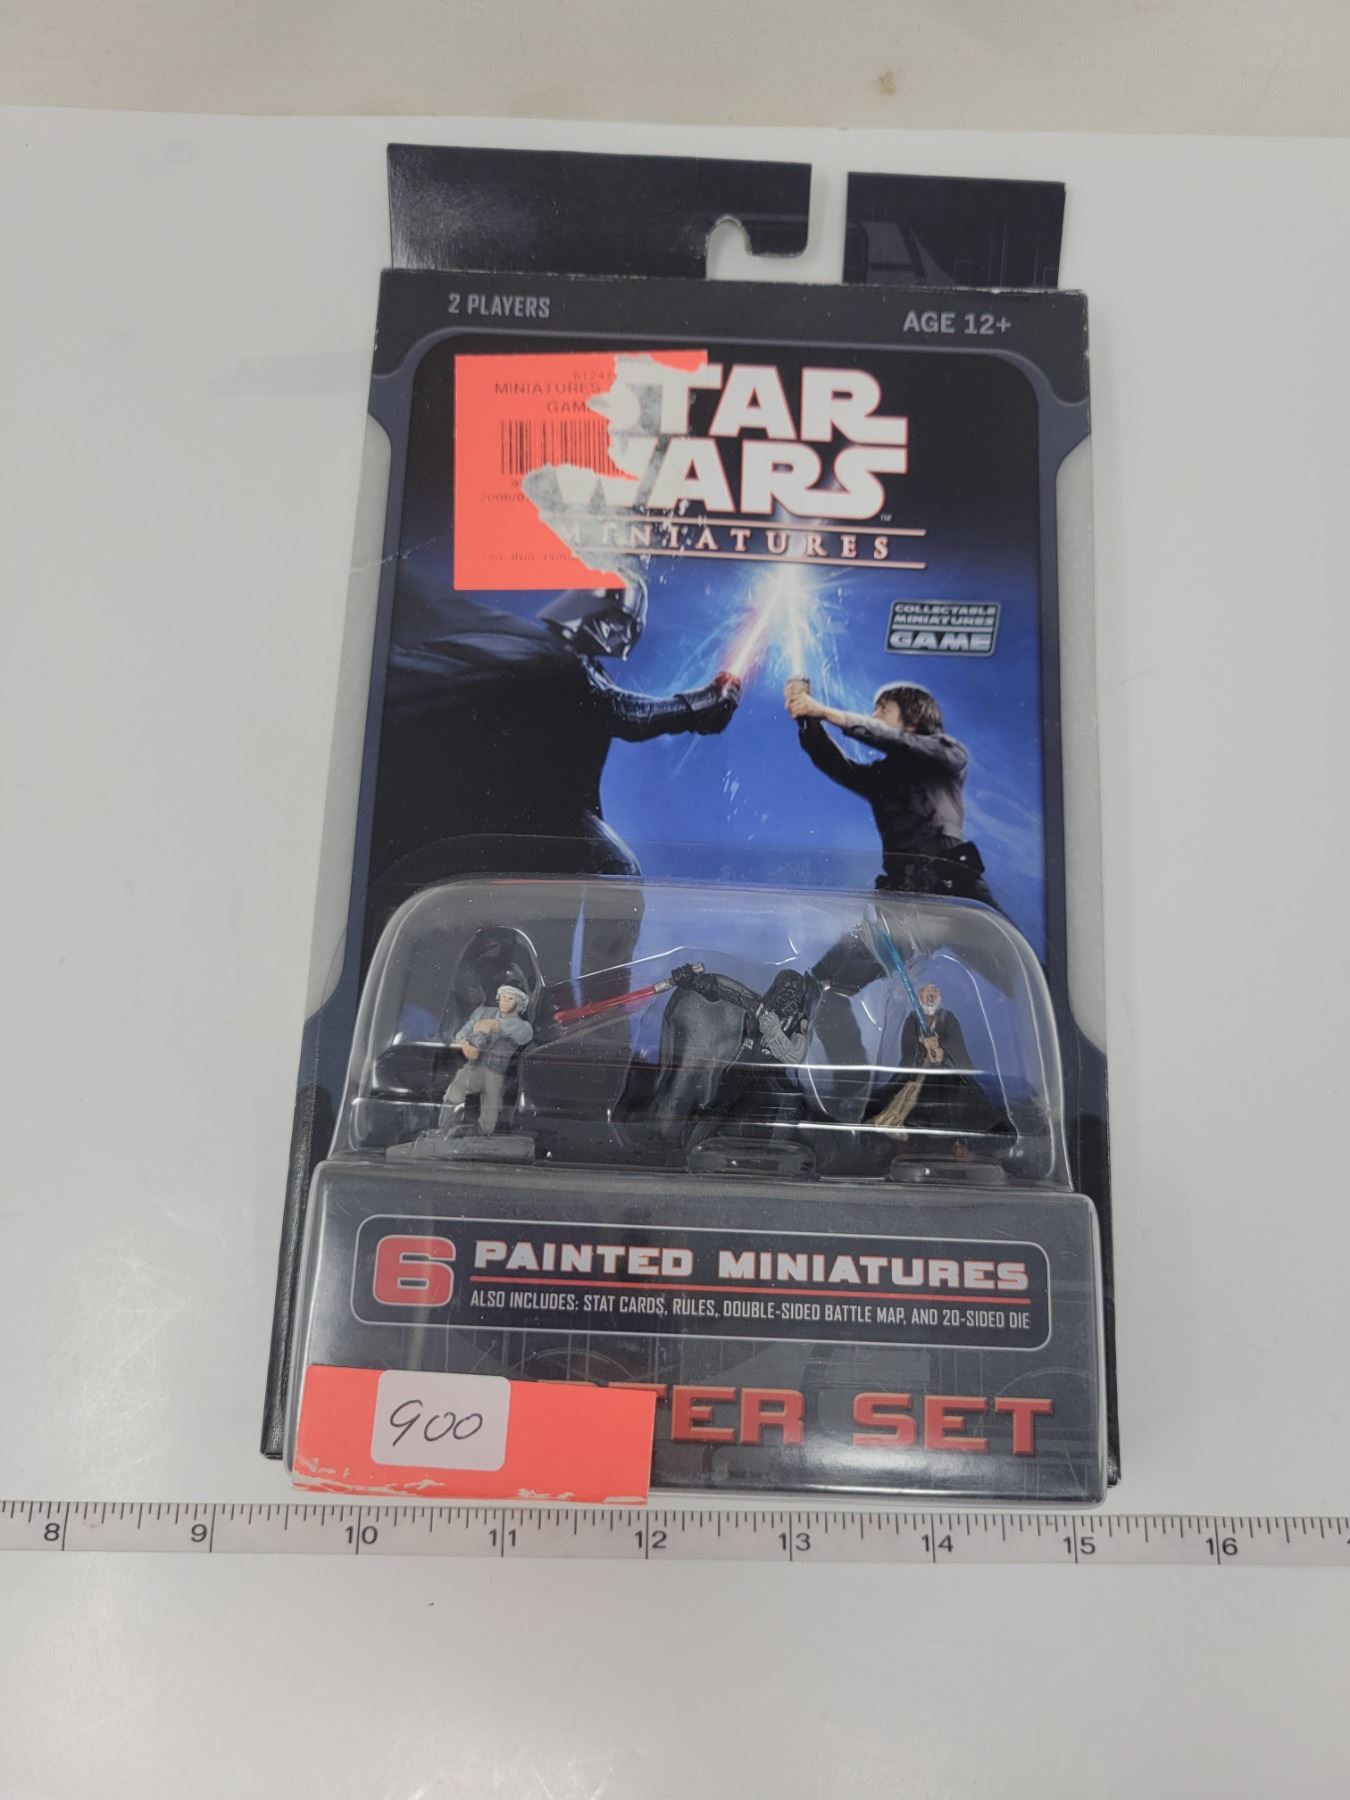 2 PLAYERS
AGE 12+
MINIATURES
STAR
WARS
™
MINIATURES
COLLECTABLE
MINIATURES
GAME
6 PAINTED MINIATURES
ALSO INCLUDES: STAT CARDS, RULES, DOUBLE-SIDED BATTLE MAP, AND 20-SIDED DIE
TER SET
900
8 9 10 11 12 13 14 15 16